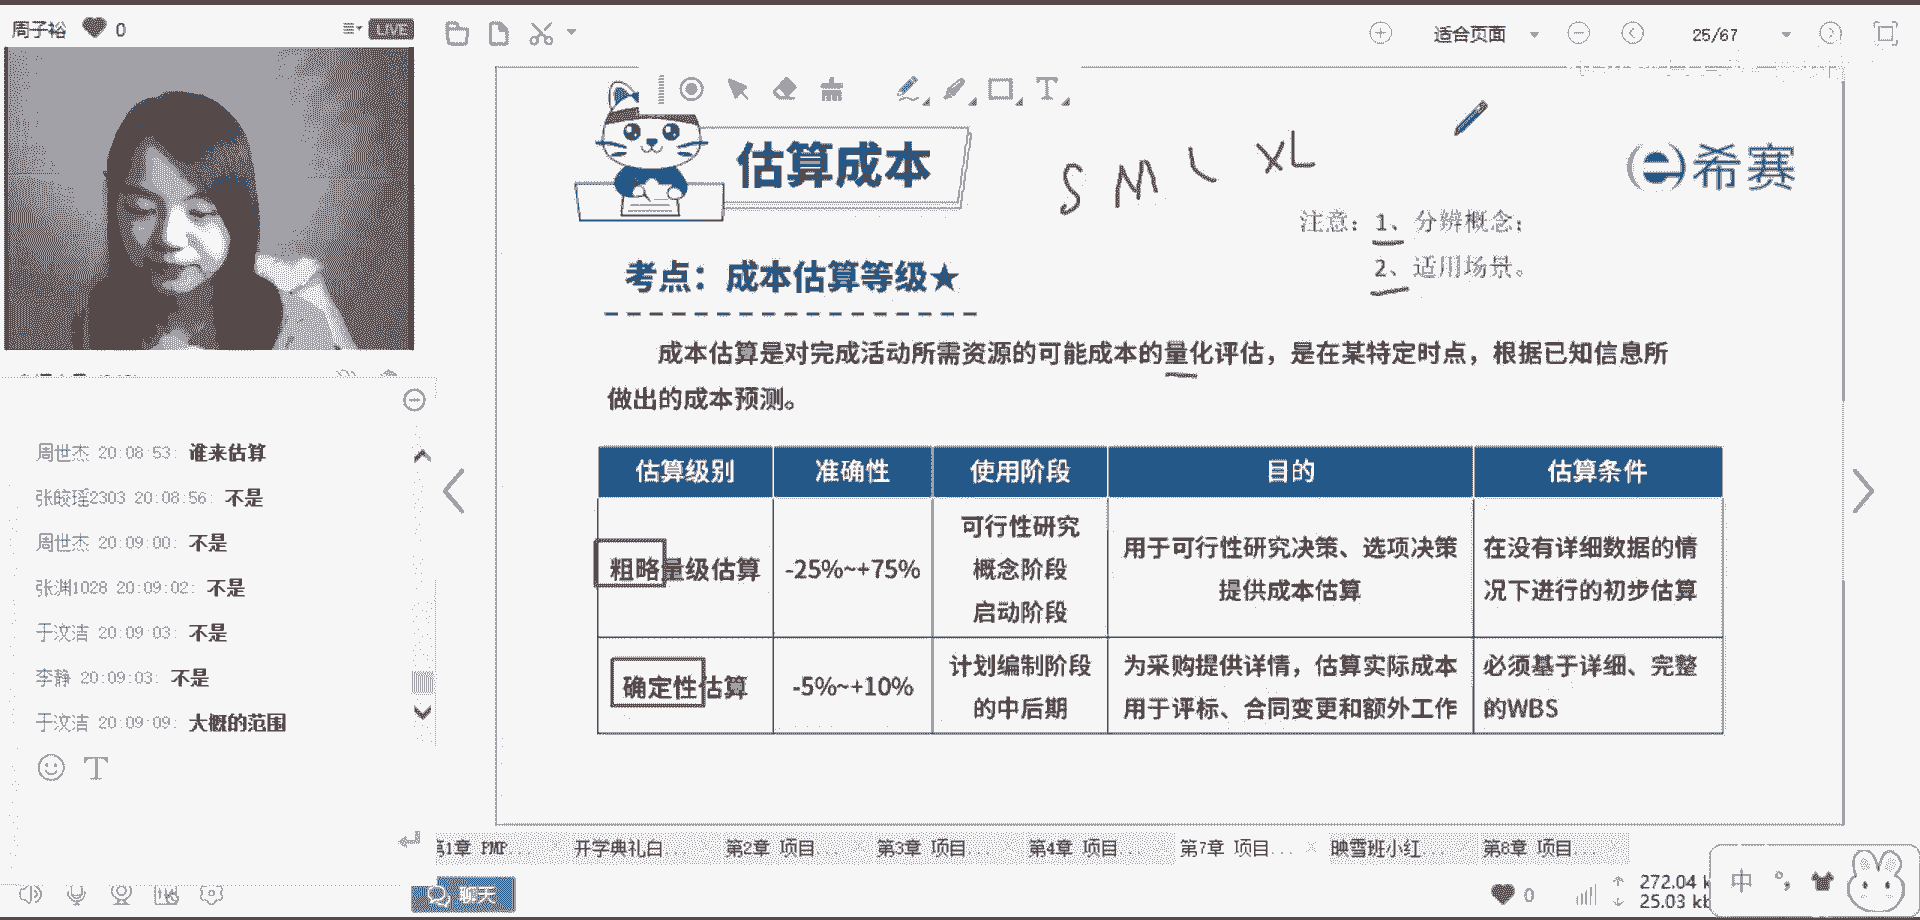 周子裕 0 LIVE
适合页面 25/67
估算成本
S M L XL
希赛
注意：1、分辨概念；
2、适用场景。
考点：成本估算等级★
成本估算是对完成活动所需资源的可能成本的量化评估，是在某特定时点，根据已知信息所
做出的成本预测。
估算级别 准确性 使用阶段 目的 估算条件
粗略量级估算 -25%~+75% 可行性研究 概念阶段 启动阶段 用于可行性研究决策、选项决策 提供成本估算 在没有详细数据的情 况下进行的初步估算
确定性估算 -5%~+10% 计划编制阶段 的中后期 为采购提供详情，估算实际成本 用于评标、合同变更和额外工作 必须基于详细、完整 的WBS
周世杰 20:08:53: 谁来估算
张皎瑶2303 20:08:56: 不是
周世杰 20:09:00: 不是
张渊1028 20:09:02: 不是
于汶洁 20:09:03: 不是
李静 20:09:03: 不是
于汶洁 20:09:09: 大概的范围
第1章 PMP... 开学典礼白... 第2章 项目... 第3章 项目... 第4章 项目... 第7章 项目... 映雪班小红... 第8章 项目...
聊天
0
272.04 k
25.03 kb
中